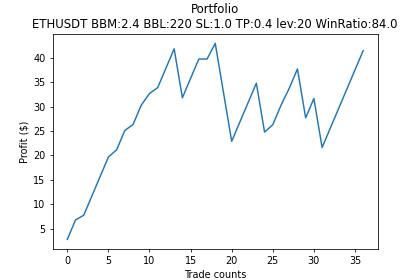 Portfolio
ETHUSDT BBM:2.4 BBL:220 SL:1.0 TP:0.4 lev:20 WinRatio:84.0
40
35
30
25
20
15
10
5
Profit ($)
0 5 10 15 20 25 30 35
Trade counts